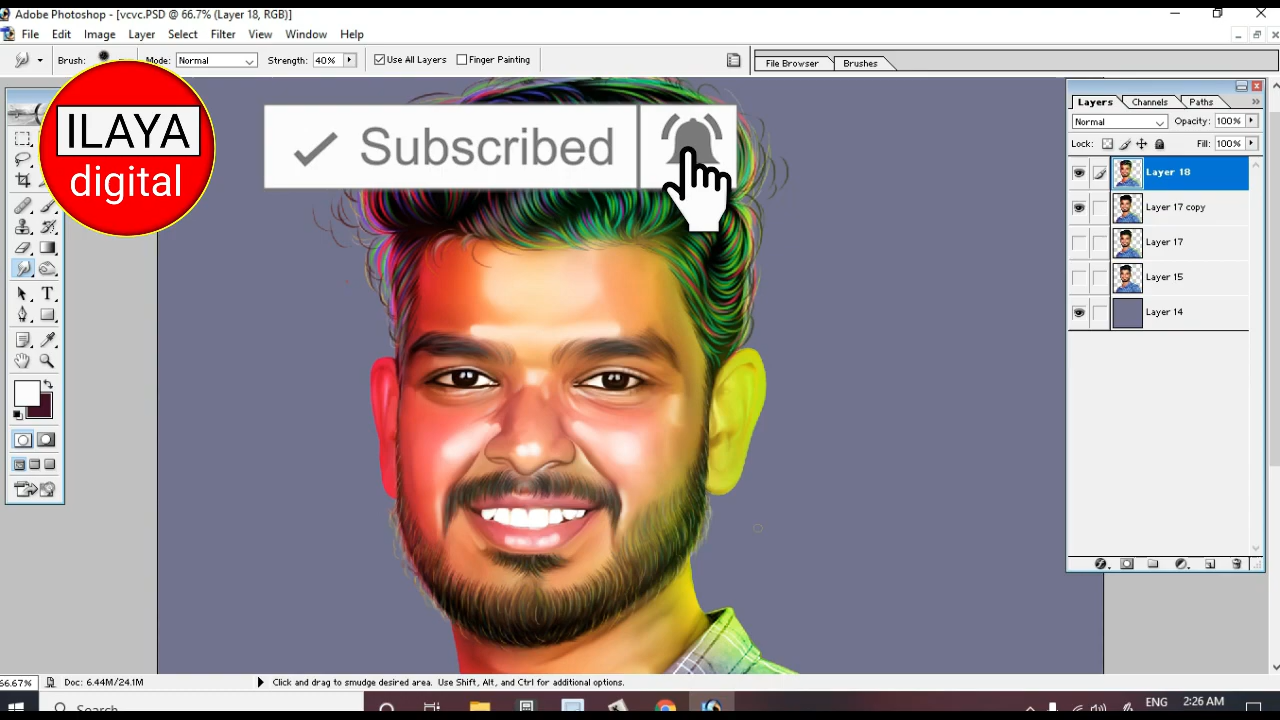 Adobe Photoshop - [vcvc.PSD @ 66.7% (Layer 18, RGB)]
File Edit Image Layer Select Filter View Window Help
Brush: Mode: Normal Strength: 40% Use All Layers Finger Painting File Browser Brushes
ILAYA
digital
Subscribed
Layers Channels Paths
Normal Opacity: 100%
Lock: Fill: 100%
Layer 18
Layer 17 copy
Layer 17
Layer 15
Layer 14
T
66.67% Doc: 6.44M/24.1M Click and drag to smudge desired area. Use Shift, Alt, and Ctrl for additional options.
Search ENG 2:26 AM